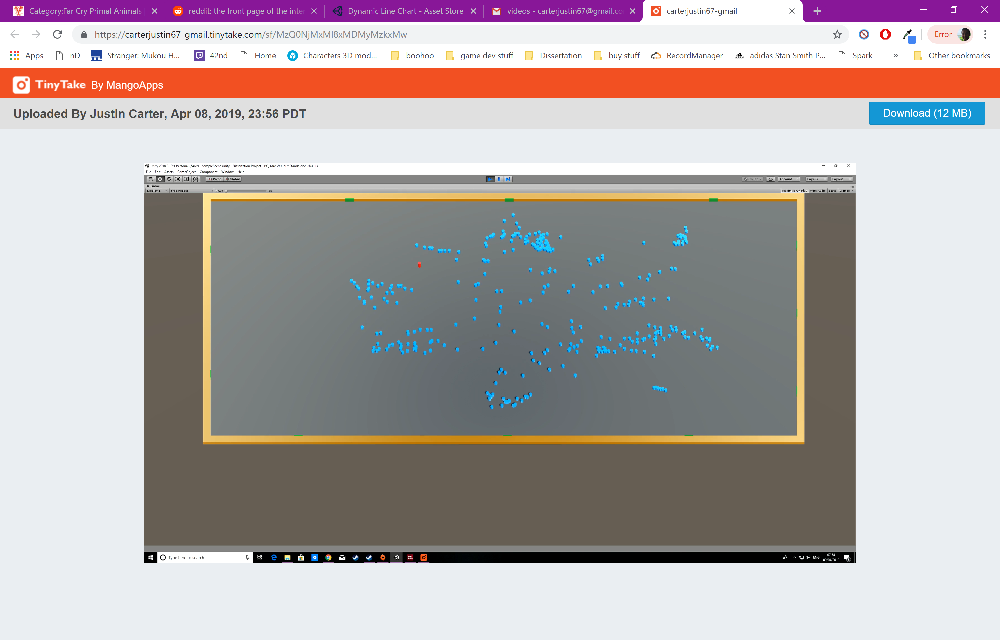 Category:Far Cry Primal Animals
reddit: the front page of the inter
Dynamic Line Chart - Asset Store
videos - carterjustin67@gmail.co
carterjustin67-gmail
https://carterjustin67-gmail.tinytake.com/sf/MzQ0NjMxMl8xMDMyMzkxMw
Error
Apps
nD
MAL
Stranger: Mukou H...
42nd
Home
Characters 3D mod...
boohoo
game dev stuff
Dissertation
buy stuff
RecordManager
adidas
adidas Stan Smith P...
Spark
»
Other bookmarks
TinyTake By MangoApps
Uploaded By Justin Carter, Apr 08, 2019, 23:56 PDT
Download (12 MB)
Unity 2018.2.12f1 Personal (64bit) - SampleScene.unity - Dissertation Project - PC, Mac & Linux Standalone <DX11>
File Edit Assets GameObject Component Window Help
Pivot Global
Collab Account Layers Layout
Game
Display 1 Free Aspect Scale 1x
Maximize On Play Mute Audio Stats Gizmos
Type here to search
DZL
ENG
07:54
09/04/2019
2